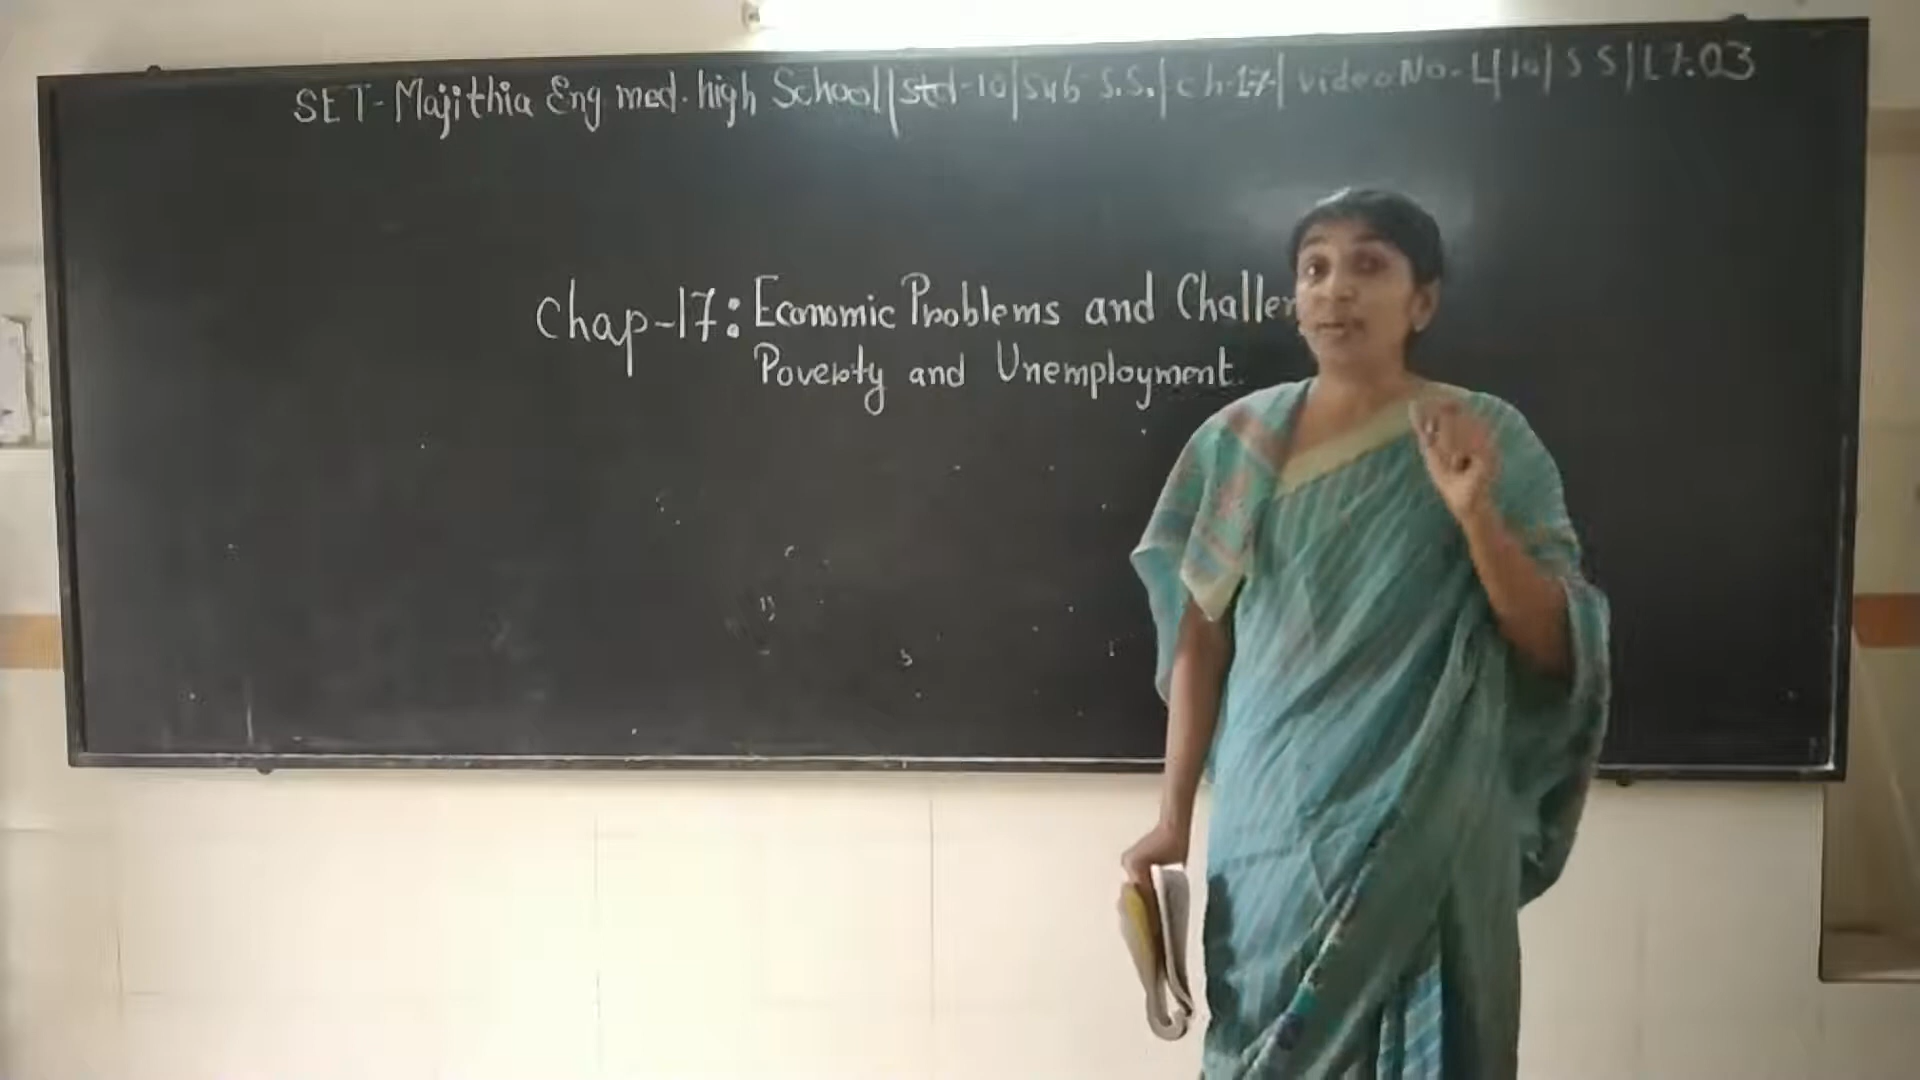 SET-Majithia Eng med. high School|std-10|sub S.S.|ch-17|video No-4|10|SS|17.03
Chap-17: Economic Problems and Challen
Poverty and Unemployment.